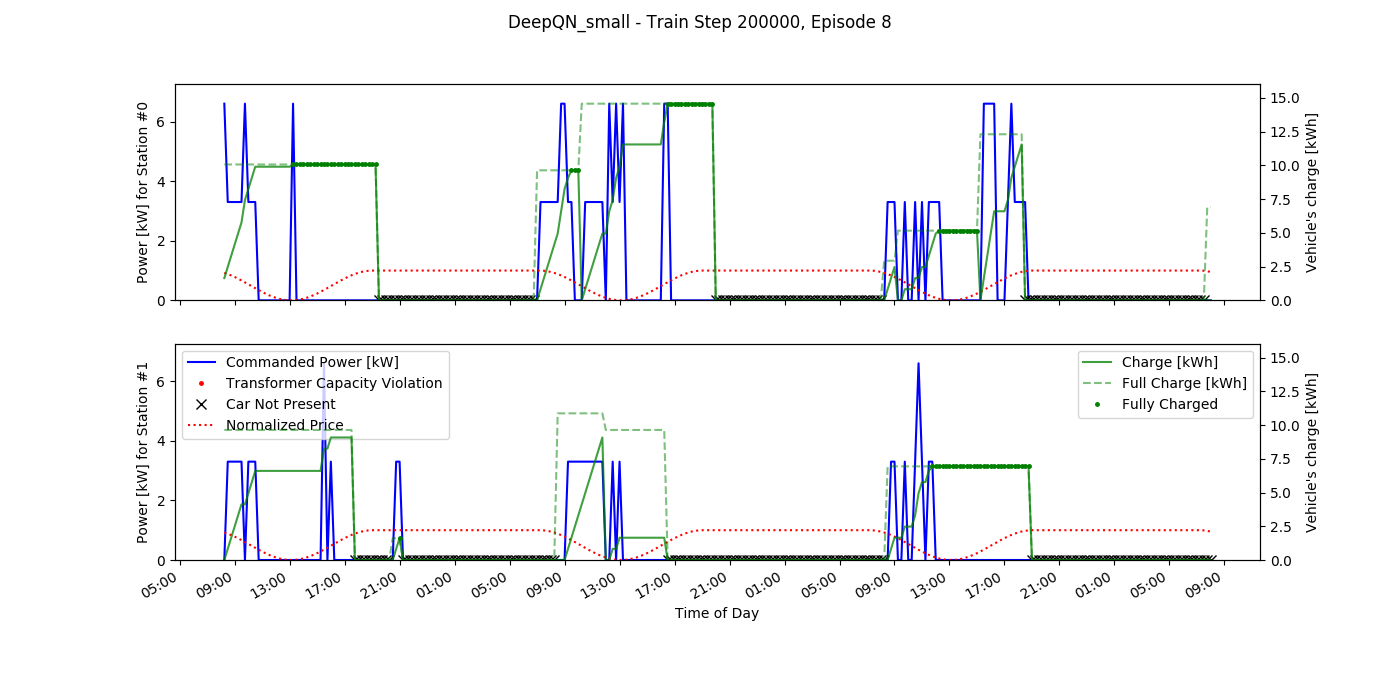 DeepQN_small - Train Step 200000, Episode 8
Power [kW] for Station #0
6
4
2
0
15.0
12.5
10.0
7.5
5.0
2.5
0.0
Vehicle's charge [kWh]
Power [kW] for Station #1
6
4
2
0
Commanded Power [kW]
Transformer Capacity Violation
Car Not Present
Normalized Price
Charge [kWh]
Full Charge [kWh]
Fully Charged
15.0
12.5
10.0
7.5
5.0
2.5
0.0
Vehicle's charge [kWh]
05:00 09:00 13:00 17:00 21:00 01:00 05:00 09:00 13:00 17:00 21:00 01:00 05:00 09:00 13:00 17:00 21:00 01:00 05:00 09:00
Time of Day